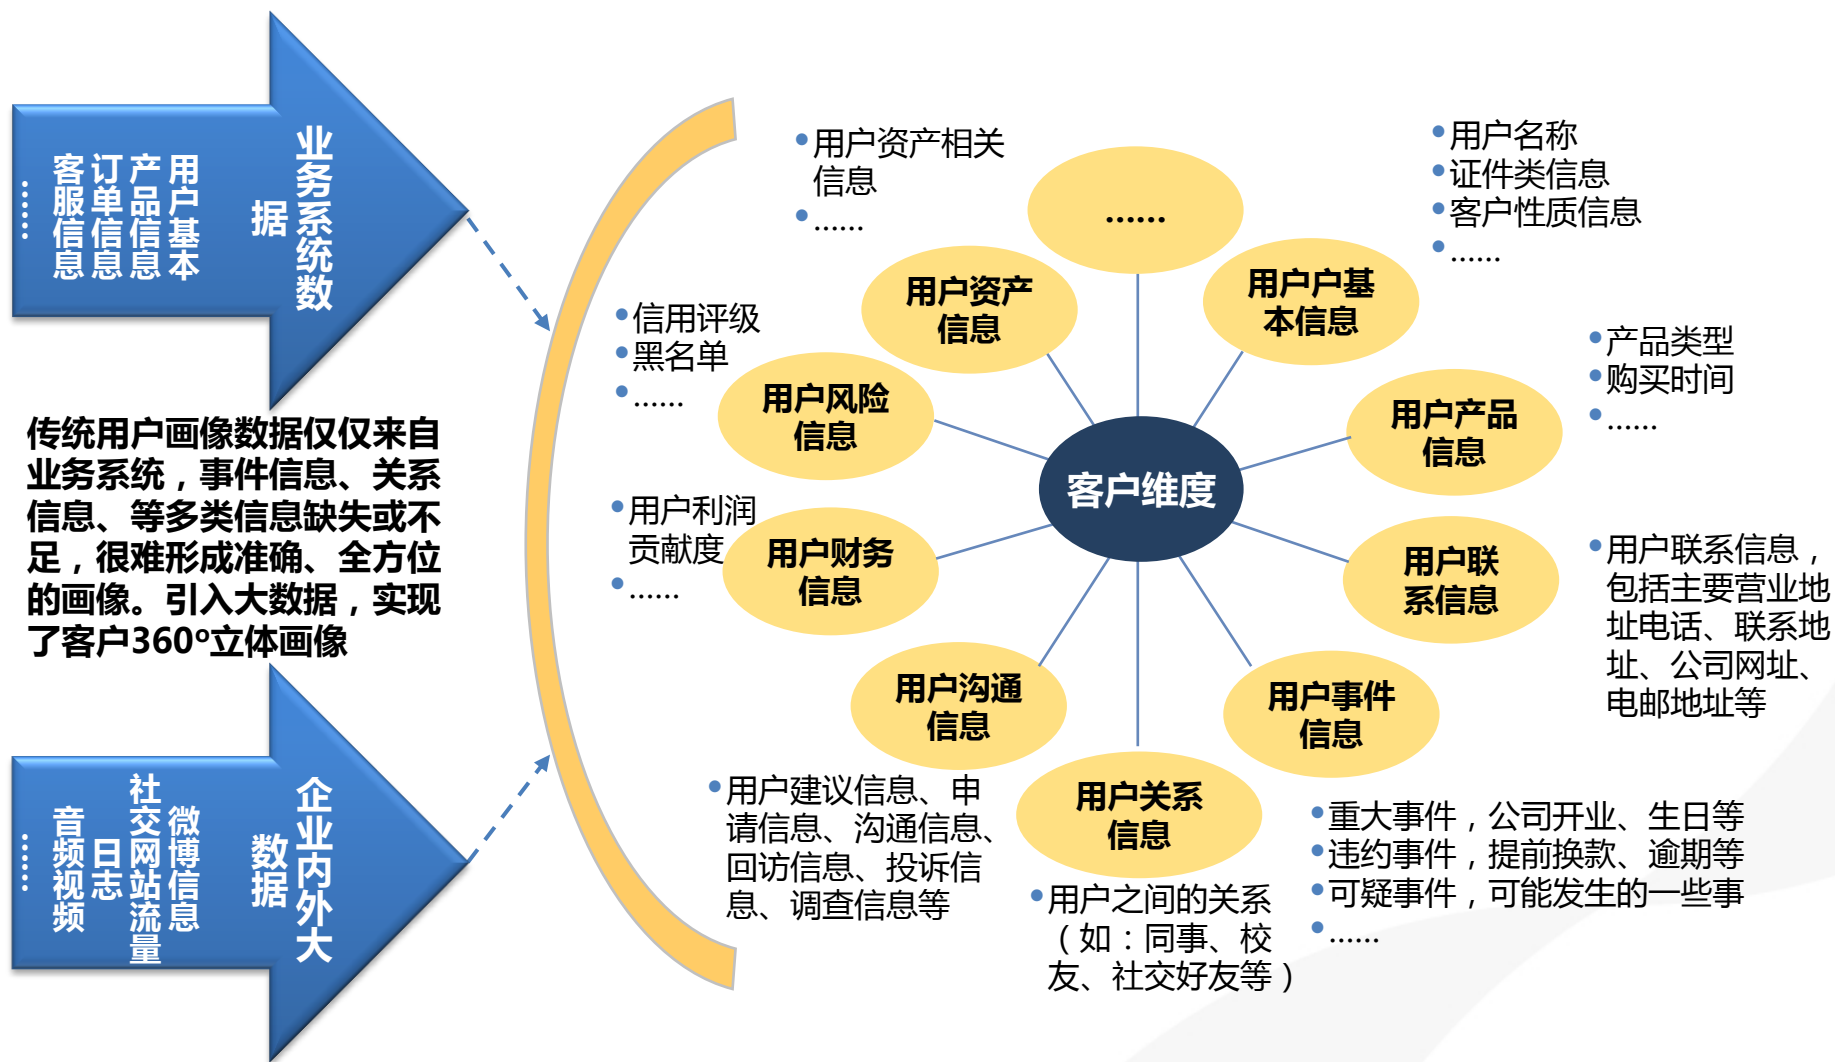 业务系统数
据
用户基本
产品信息
订单信息
客服信息
……
传统用户画像数据仅仅来自
业务系统，事件信息、关系
信息、等多类信息缺失或不
足，很难形成准确、全方位
的画像。引入大数据，实现
了客户360º立体画像
企业内外大
数据
微博信息
社交网站流量
日志
音频视频
……
•用户资产相关
信息
•……
……
•用户名称
•证件类信息
•客户性质信息
•……
用户资产
信息
用户户基
本信息
•信用评级
•黑名单
•……
用户风险
信息
•产品类型
•购买时间
•……
用户产品
信息
客户维度
•用户利润
贡献度
•……
用户财务
信息
用户联
系信息
•用户联系信息，
包括主要营业地
址电话、联系地
址、公司网址、
电邮地址等
用户沟通
信息
用户事件
信息
•用户建议信息、申
请信息、沟通信息、
回访信息、投诉信
息、调查信息等
用户关系
信息
•用户之间的关系
（如：同事、校
友、社交好友等）
•重大事件，公司开业、生日等
•违约事件，提前换款、逾期等
•可疑事件，可能发生的一些事
•……